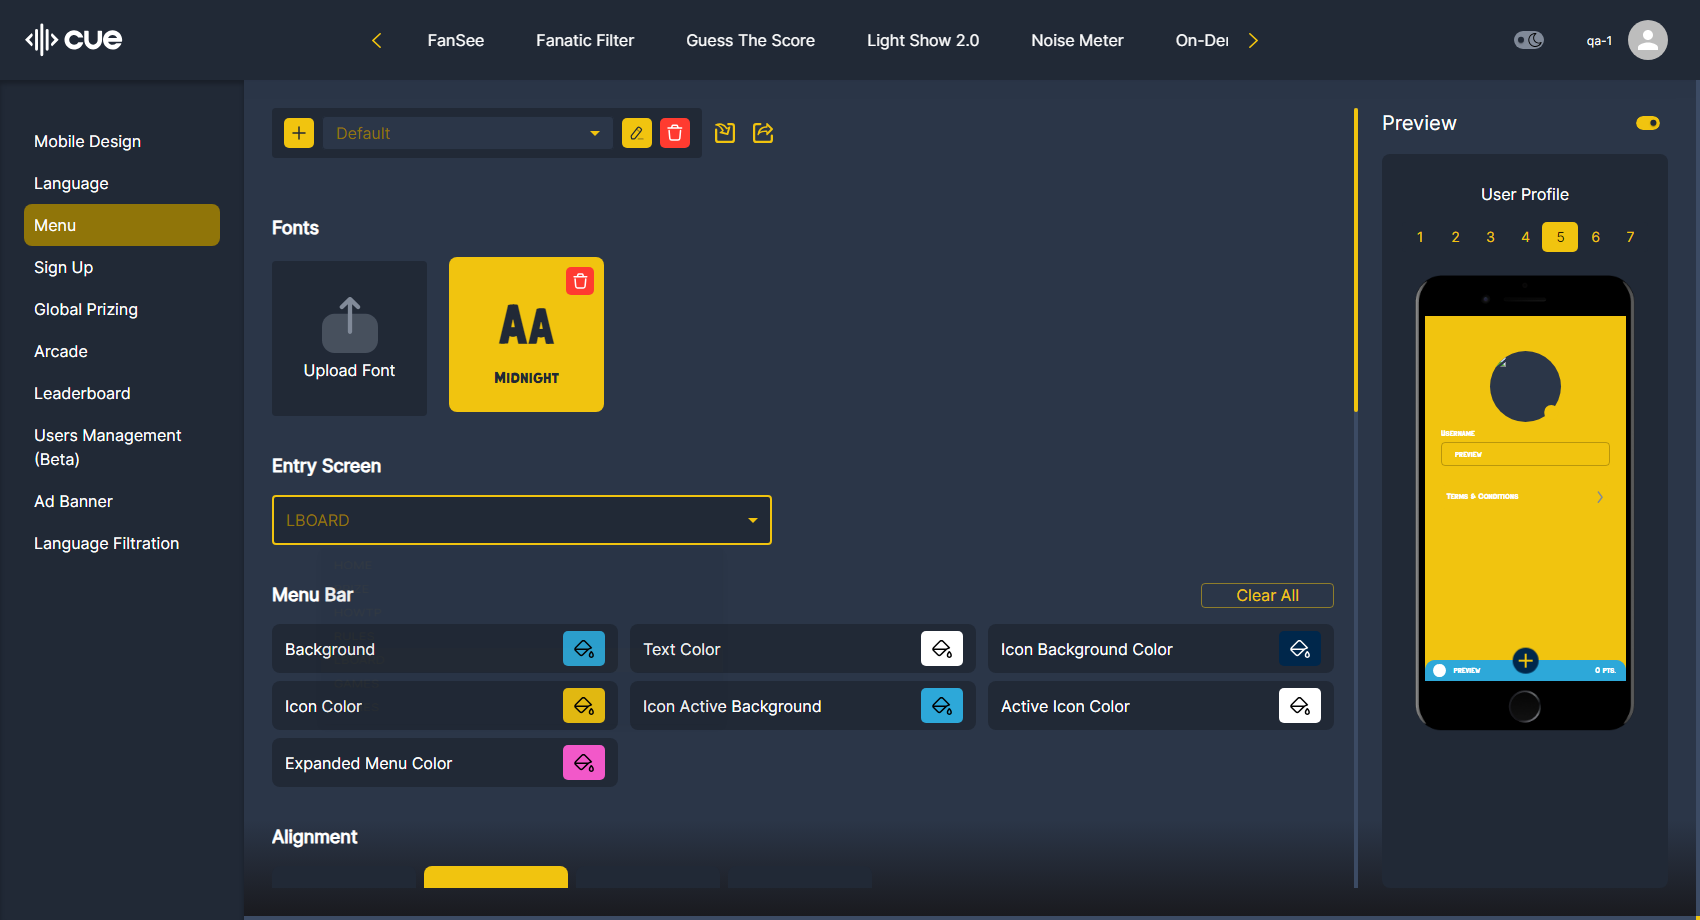 cue
FanSee
Fanatic Filter
Guess The Score
Light Show 2.0
Noise Meter
On-Der
qa-1
Mobile Design
Language
Menu
Sign Up
Global Prizing
Arcade
Leaderboard
Users Management
(Beta)
Ad Banner
Language Filtration
Default
Fonts
Upload Font
AA
MIDNIGHT
Entry Screen
LBOARD
Menu Bar
Clear All
Background
Text Color
Icon Background Color
Icon Color
Icon Active Background
Active Icon Color
Expanded Menu Color
Alignment
Preview
User Profile
1 2 3 4 5 6 7
USERNAME
PREVIEW
TERMS & CONDITIONS
PREVIEW
0 PTS.